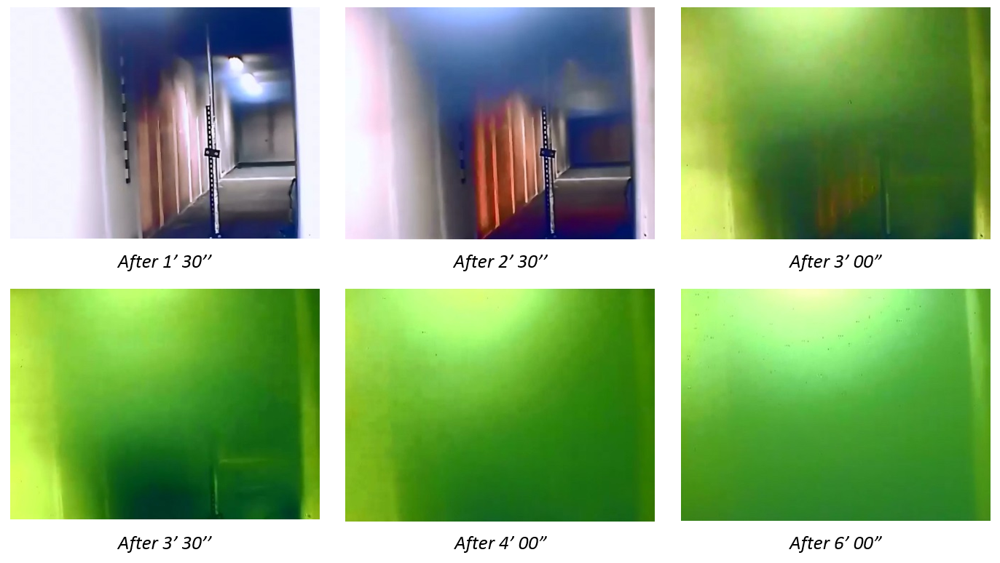 After 1’ 30’’
After 2’ 30’’
After 3’ 00”
After 3’ 30’’
After 4’ 00”
After 6’ 00”